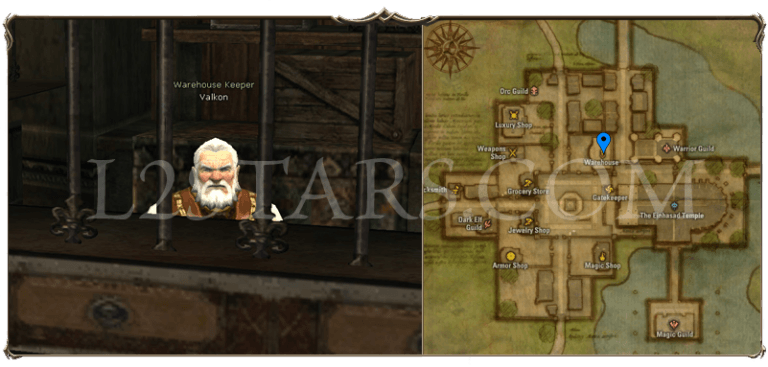 Warehouse Keeper
Valkon
L2STARS.COM
Orc Guild
Luxury Shop
Weapons
Shop
Warehouse
Warrior Guild
cksmith
Grocery Store
Gatekeeper
Dark Elf
Guild
Jewelry Shop
The Einhasad Temple
Armor Shop
Magic Shop
Magic Guild